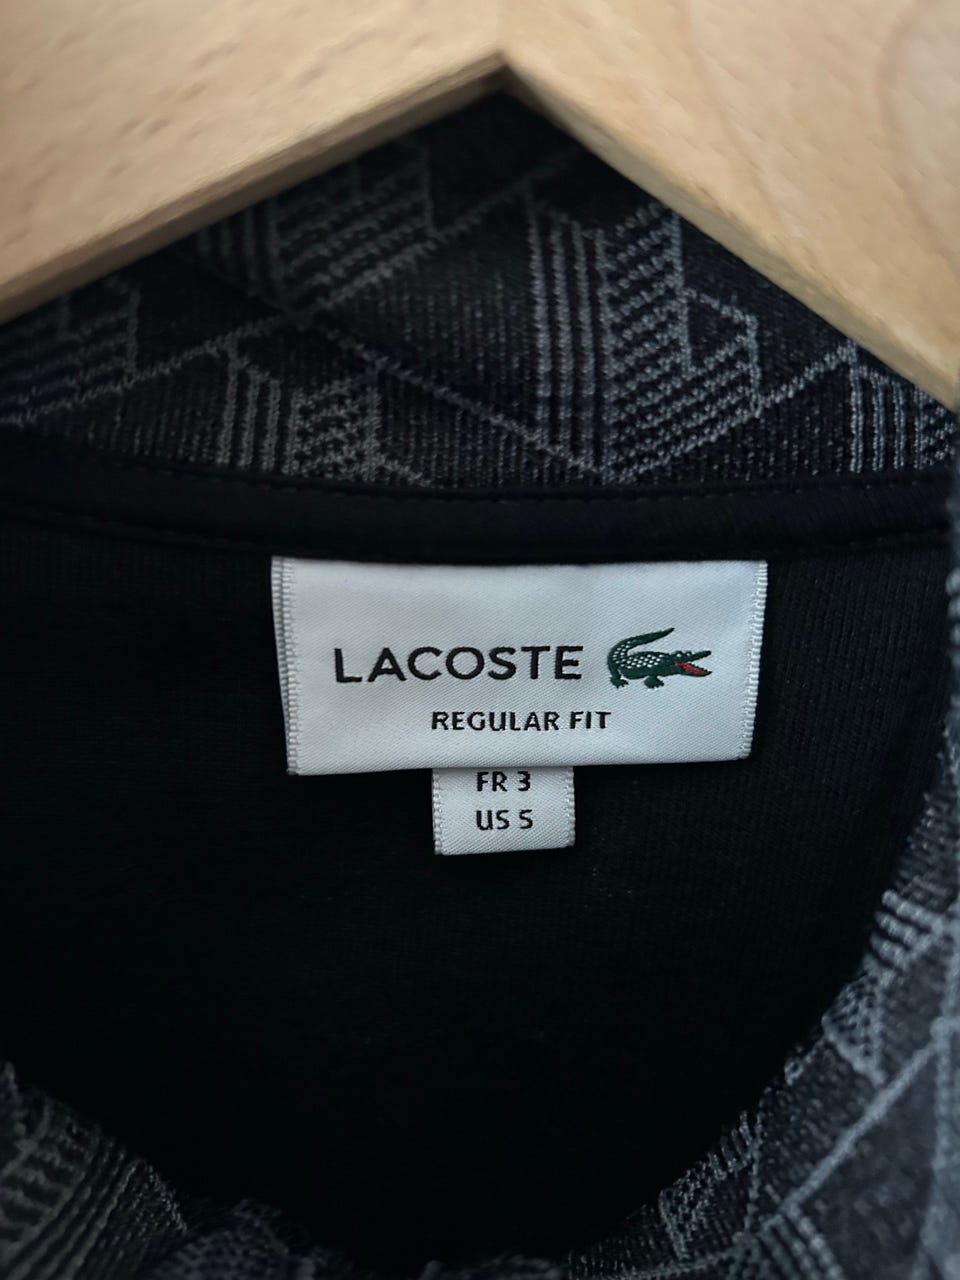 LACOSTE
REGULAR FIT
FR 3
US S